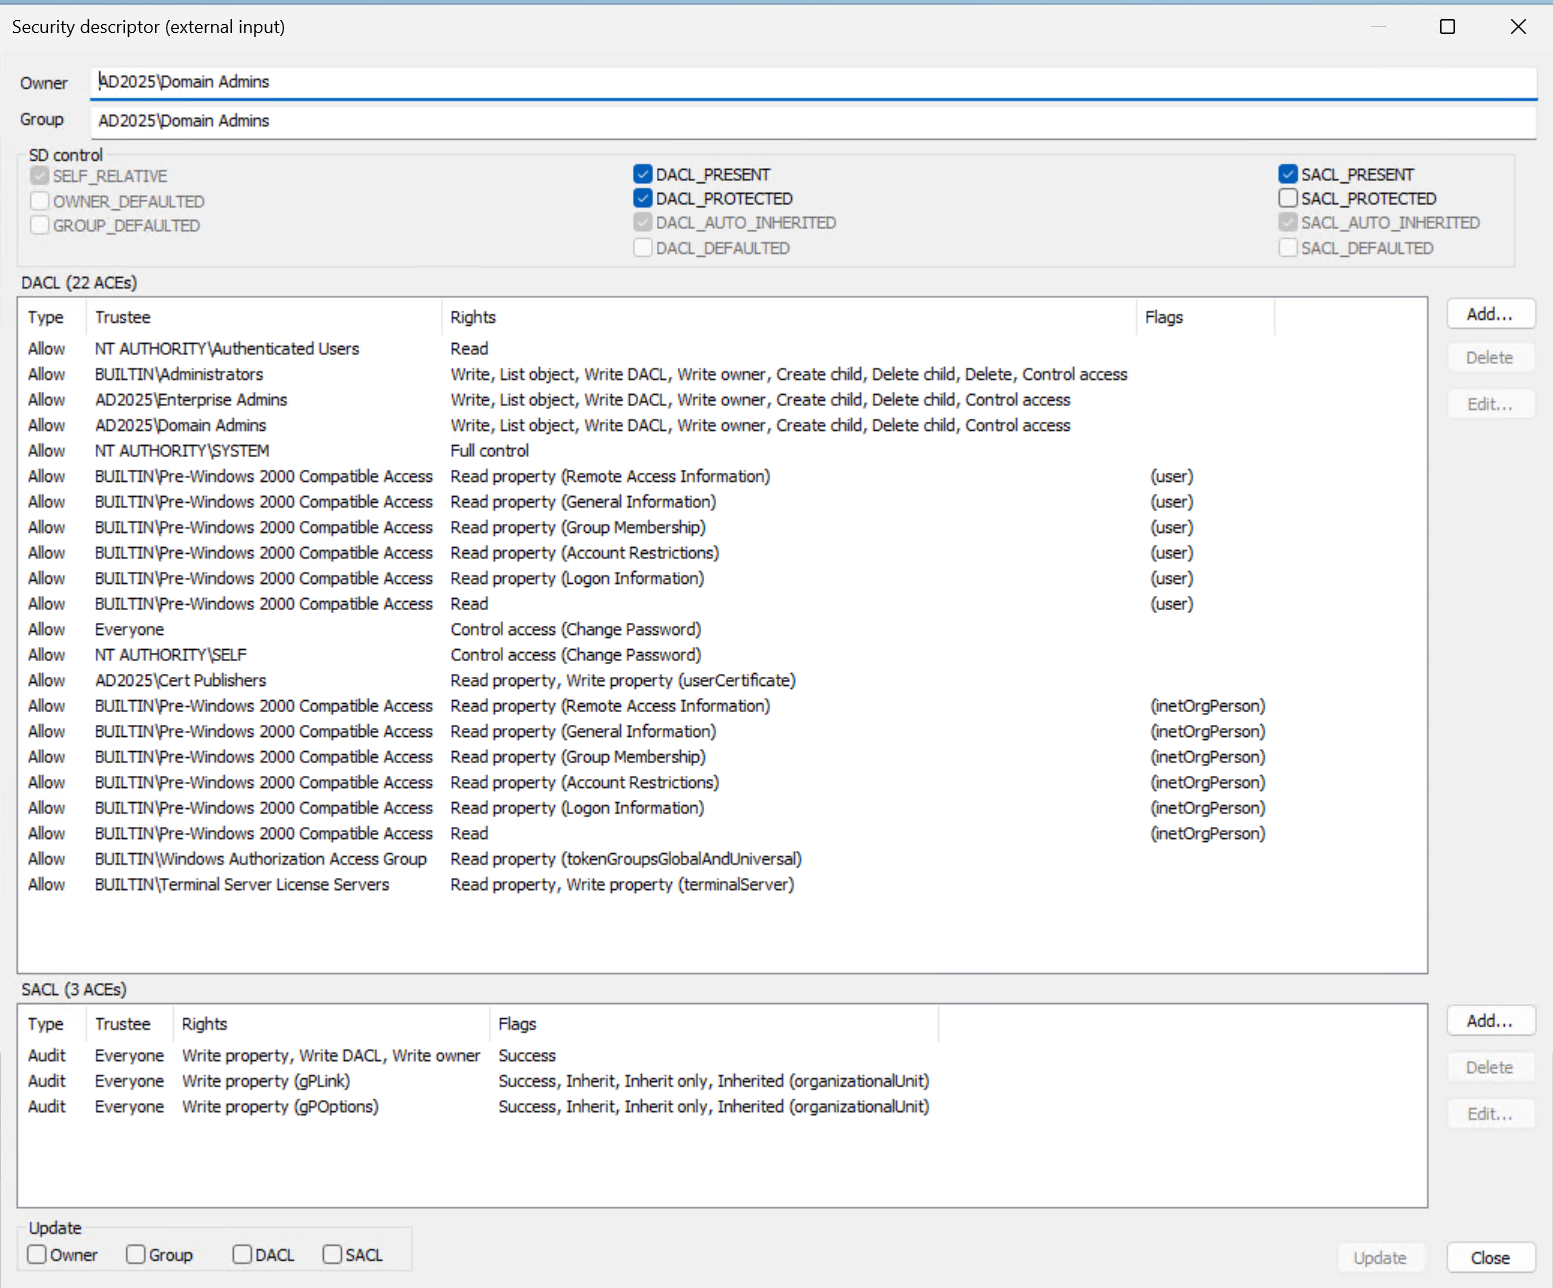 Security descriptor (external input)
Owner AD2025\Domain Admins
Group AD2025\Domain Admins
SD control
SELF_RELATIVE DACL_PRESENT SACL_PRESENT
OWNER_DEFAULTED DACL_PROTECTED SACL_PROTECTED
GROUP_DEFAULTED DACL_AUTO_INHERITED SACL_AUTO_INHERITED
DACL_DEFAULTED SACL_DEFAULTED
DACL (22 ACEs)
Type Trustee Rights Flags Add...
Allow NT AUTHORITY\Authenticated Users Read Delete
Allow BUILTIN\Administrators Write, List object, Write DACL, Write owner, Create child, Delete child, Delete, Control access
Allow AD2025\Enterprise Admins Write, List object, Write DACL, Write owner, Create child, Delete child, Control access Edit...
Allow AD2025\Domain Admins Write, List object, Write DACL, Write owner, Create child, Delete child, Control access
Allow NT AUTHORITY\SYSTEM Full control
Allow BUILTIN\Pre-Windows 2000 Compatible Access Read property (Remote Access Information) (user)
Allow BUILTIN\Pre-Windows 2000 Compatible Access Read property (General Information) (user)
Allow BUILTIN\Pre-Windows 2000 Compatible Access Read property (Group Membership) (user)
Allow BUILTIN\Pre-Windows 2000 Compatible Access Read property (Account Restrictions) (user)
Allow BUILTIN\Pre-Windows 2000 Compatible Access Read property (Logon Information) (user)
Allow BUILTIN\Pre-Windows 2000 Compatible Access Read (user)
Allow Everyone Control access (Change Password)
Allow NT AUTHORITY\SELF Control access (Change Password)
Allow AD2025\Cert Publishers Read property, Write property (userCertificate)
Allow BUILTIN\Pre-Windows 2000 Compatible Access Read property (Remote Access Information) (inetOrgPerson)
Allow BUILTIN\Pre-Windows 2000 Compatible Access Read property (General Information) (inetOrgPerson)
Allow BUILTIN\Pre-Windows 2000 Compatible Access Read property (Group Membership) (inetOrgPerson)
Allow BUILTIN\Pre-Windows 2000 Compatible Access Read property (Account Restrictions) (inetOrgPerson)
Allow BUILTIN\Pre-Windows 2000 Compatible Access Read property (Logon Information) (inetOrgPerson)
Allow BUILTIN\Pre-Windows 2000 Compatible Access Read (inetOrgPerson)
Allow BUILTIN\Windows Authorization Access Group Read property (tokenGroupsGlobalAndUniversal)
Allow BUILTIN\Terminal Server License Servers Read property, Write property (terminalServer)
SACL (3 ACEs)
Type Trustee Rights Flags Add...
Audit Everyone Write property, Write DACL, Write owner Success Delete
Audit Everyone Write property (gPLink) Success, Inherit, Inherit only, Inherited (organizationalUnit)
Audit Everyone Write property (gPOptions) Success, Inherit, Inherit only, Inherited (organizationalUnit) Edit...
Update
Owner Group DACL SACL Update Close